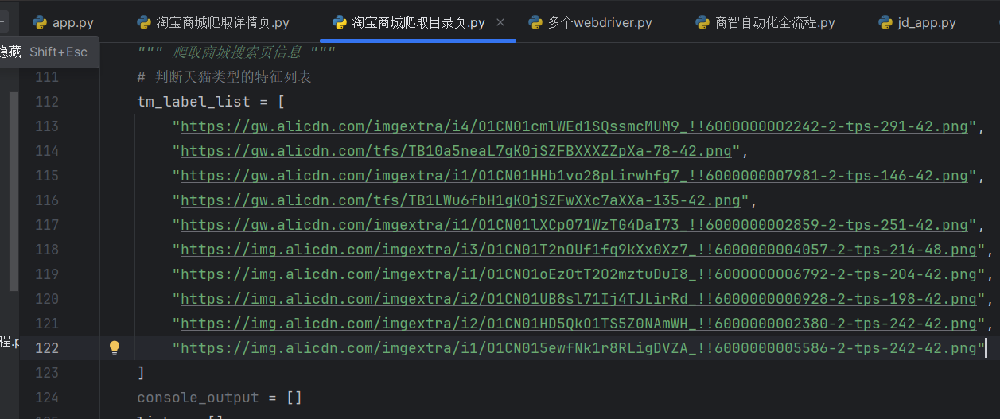 app.py
淘宝商城爬取详情页.py
淘宝商城爬取目录页.py
多个webdriver.py
商智自动化全流程.py
jd_app.py
隐藏 Shift+Esc
""" 爬取商城搜索页信息 """
111 # 判断天猫类型的特征列表
112 tm_label_list = [
113 "https://gw.alicdn.com/imgextra/i4/O1CN01cmlWEd1SQssmcMUM9_!!6000000002242-2-tps-291-42.png",
114 "https://gw.alicdn.com/tfs/TB10a5neaL7gK0jSZFBXXXZZpXa-78-42.png",
115 "https://gw.alicdn.com/imgextra/i1/O1CN01HHb1vo28pLirwhfg7_!!6000000007981-2-tps-146-42.png",
116 "https://gw.alicdn.com/tfs/TB1LWu6fbH1gK0jSZFwXXc7aXXa-135-42.png",
117 "https://gw.alicdn.com/imgextra/i1/O1CN01lXCp071WzTG4DaI73_!!6000000002859-2-tps-251-42.png",
118 "https://img.alicdn.com/imgextra/i3/O1CN01T2nOUf1fq9kXx0Xz7_!!6000000004057-2-tps-214-48.png",
119 "https://img.alicdn.com/imgextra/i1/O1CN01oEz0tT202mztuDuI8_!!6000000006792-2-tps-204-42.png",
120 "https://img.alicdn.com/imgextra/i2/O1CN01UB8sl71Ij4TJLirRd_!!6000000000928-2-tps-198-42.png",
121 "https://img.alicdn.com/imgextra/i2/O1CN01HD5QkO1TS5Z0NAmWH_!!6000000002380-2-tps-242-42.png",
程.p
122 "https://img.alicdn.com/imgextra/i1/O1CN015ewfNk1r8RLigDVZA_!!6000000005586-2-tps-242-42.png"
123 ]
124 console_output = []